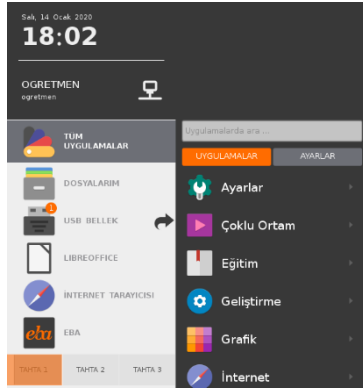 Salı, 14 Ocak 2020
18:02
OGRETMEN
ogretmen
TÜM
UYGULAMALAR
DOSYALARIM
1
USB BELLEK
LIBREOFFICE
İNTERNET TARAYICISI
eba
EBA
TAHTA 1
TAHTA 2
TAHTA 3
Uygulamalarda ara ...
UYGULAMALAR
AYARLAR
Ayarlar
Çoklu Ortam
Eğitim
Geliştirme
Grafik
İnternet